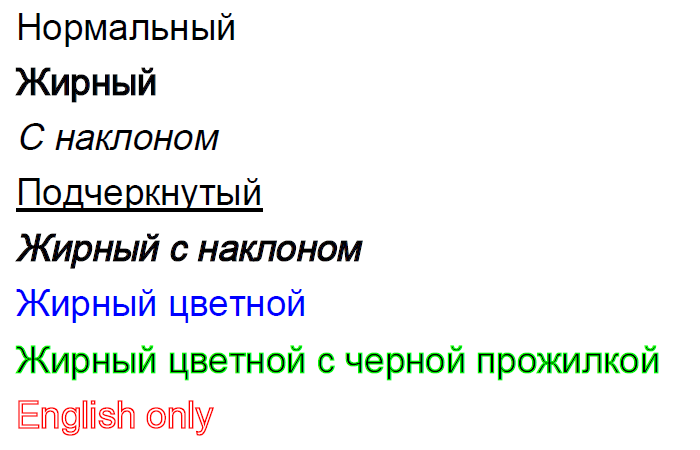 Нормальный
Жирный
С наклоном
Подчеркнутый
Жирный с наклоном
Жирный цветной
Жирный цветной с черной прожилкой
English only